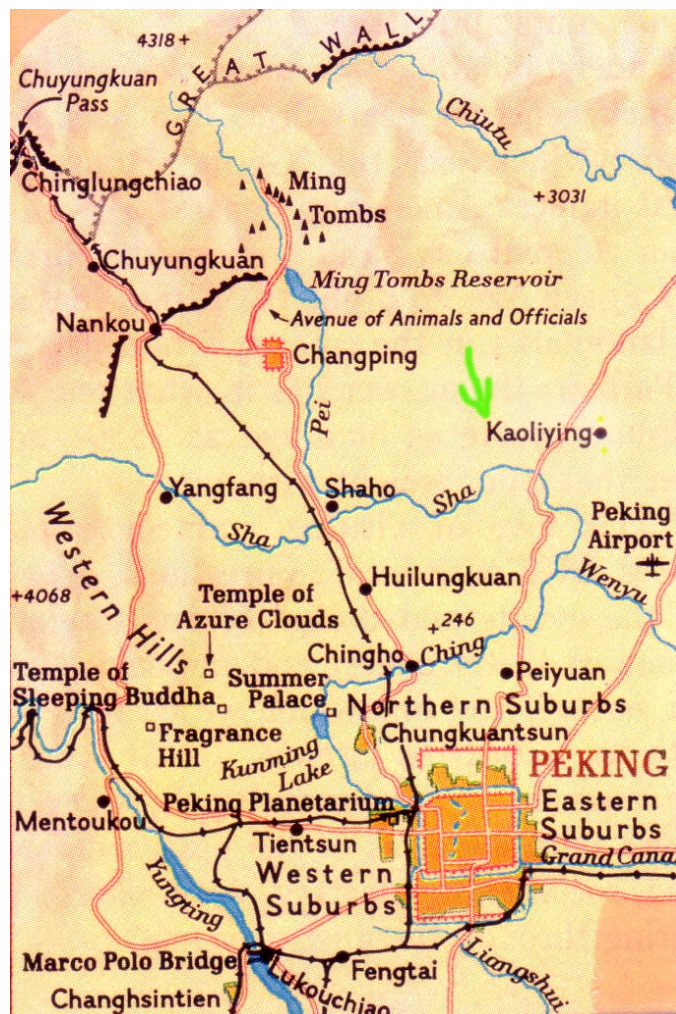 4318 +
GREAT WALL
Chuyungkuan
Pass
Chiutu
Chinglungchiao
Ming
Tombs
+3031
Chuyungkuan
Ming Tombs Reservoir
Nankou
Avenue of Animals and Officials
Changping
Pei
Kaoliying
Yangfang
Shaho
Sha
Sha
Peking
Airport
Western Hills
Wenyu
Huilungkuan
+4068
Temple of
Azure Clouds
+246
Chingho
Ching
Temple of
Sleeping Buddha
Summer
Palace
Peiyuan
Northern Suburbs
Fragrance
Hill
Chungkuantsun
Kunming
Lake
PEKING
Peking Planetarium
Eastern
Suburbs
Mentoukou
Tientsun
Grand Cana
Western
Suburbs
Yungting
Marco Polo Bridge
Lukouchiao
Fengtai
Liangshui
Changhsintien